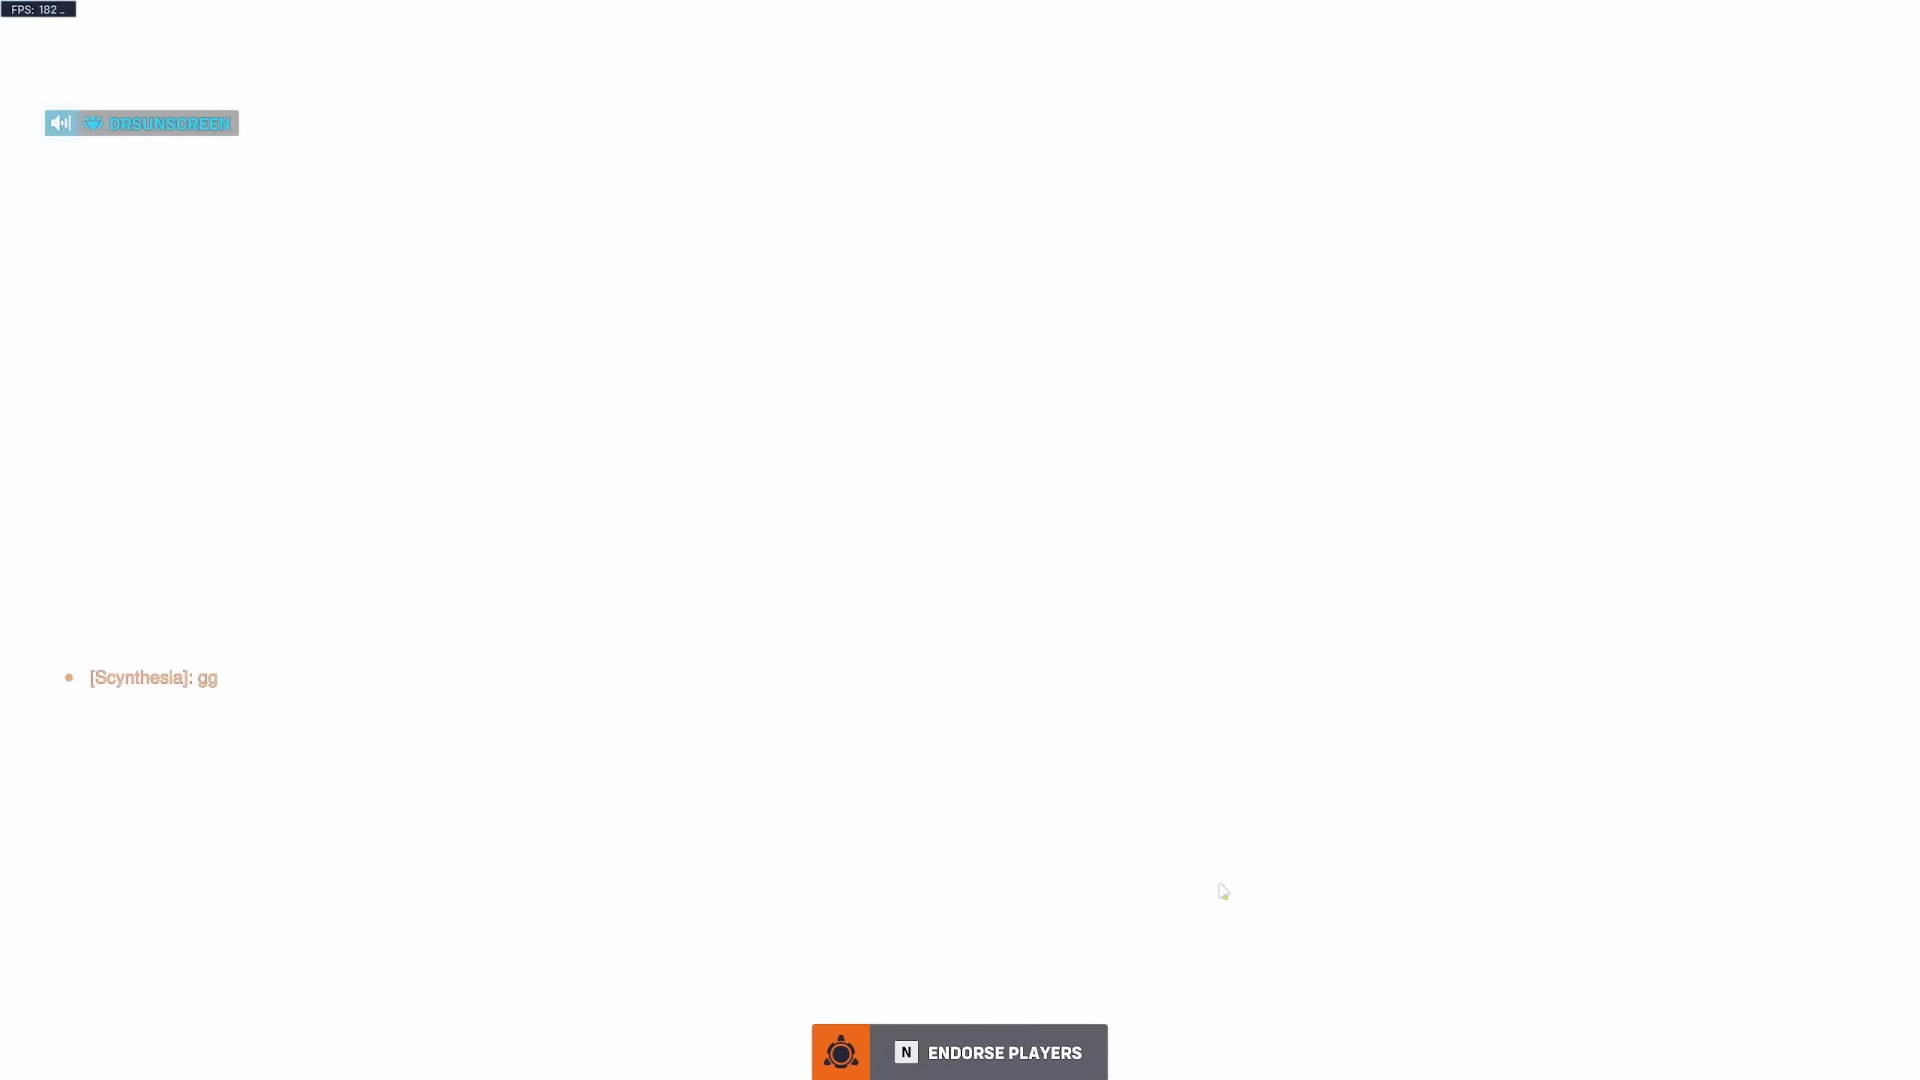 FPS: 182 ..
DRSUNSCREEN
[Scynthesia]: gg
N ENDORSE PLAYERS